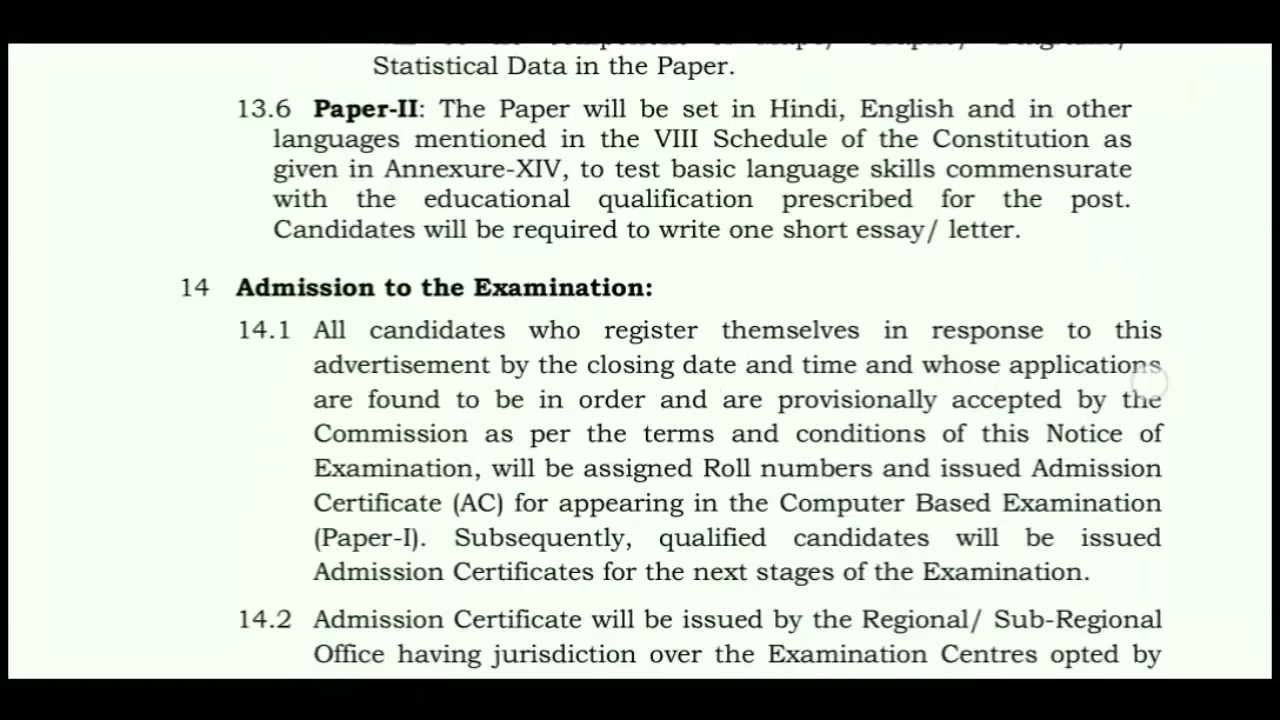 Statistical Data in the Paper.
13.6 Paper-II: The Paper will be set in Hindi, English and in other
languages mentioned in the VIII Schedule of the Constitution as
given in Annexure-XIV, to test basic language skills commensurate
with the educational qualification prescribed for the post.
Candidates will be required to write one short essay/ letter.
14 Admission to the Examination:
14.1 All candidates who register themselves in response to this
advertisement by the closing date and time and whose applications
are found to be in order and are provisionally accepted by the
Commission as per the terms and conditions of this Notice of
Examination, will be assigned Roll numbers and issued Admission
Certificate (AC) for appearing in the Computer Based Examination
(Paper-I). Subsequently, qualified candidates will be issued
Admission Certificates for the next stages of the Examination.
14.2 Admission Certificate will be issued by the Regional/ Sub-Regional
Office having jurisdiction over the Examination Centres opted by